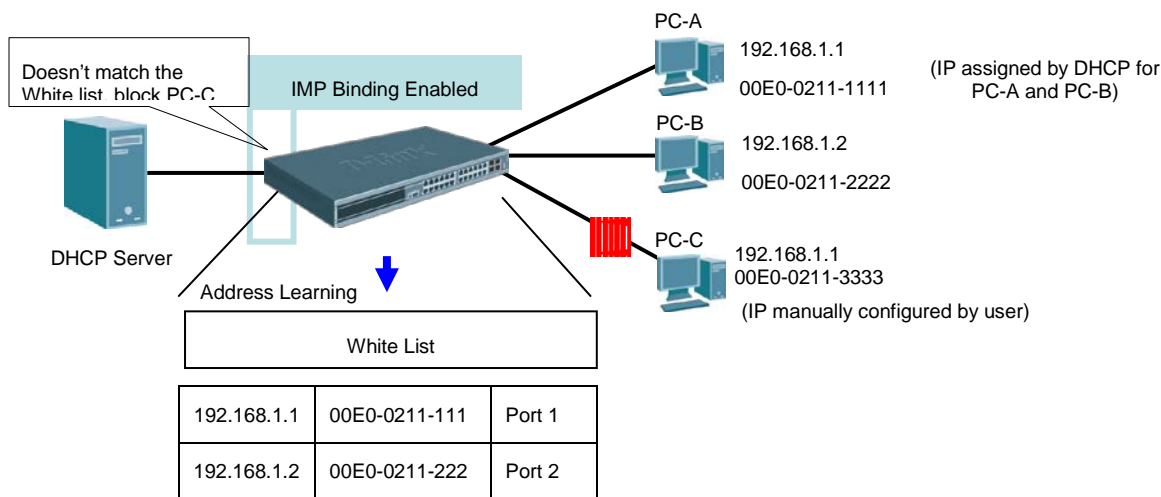 PC-A
192.168.1.1
00E0-0211-1111
(IP assigned by DHCP for
PC-A and PC-B)
Doesn't match the
White list, block PC-C
IMP Binding Enabled
PC-B
192.168.1.2
00E0-0211-2222
D-Link
DHCP Server
PC-C
192.168.1.1
00E0-0211-3333
(IP manually configured by user)
Address Learning
White List
192.168.1.1 00E0-0211-111 Port 1
192.168.1.2 00E0-0211-222 Port 2